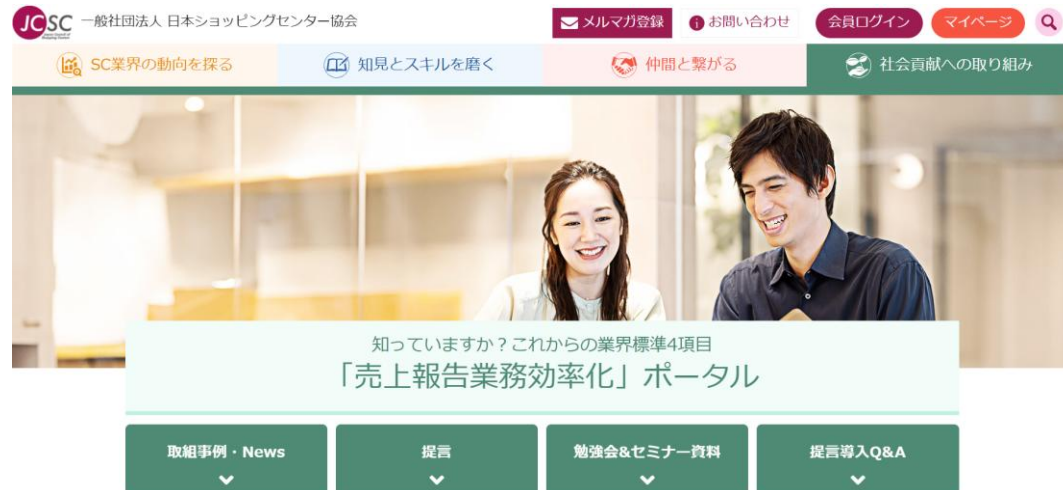 JCSC 一般社団法人 日本ショッピングセンター協会
メルマガ登録
お問い合わせ
会員ログイン
マイページ
SC業界の動向を探る
知見とスキルを磨く
仲間と繋がる
社会貢献への取り組み
知っていますか？これからの業界標準4項目
「売上報告業務効率化」ポータル
取組事例・News
提言
勉強会&セミナー資料
提言導入Q&A